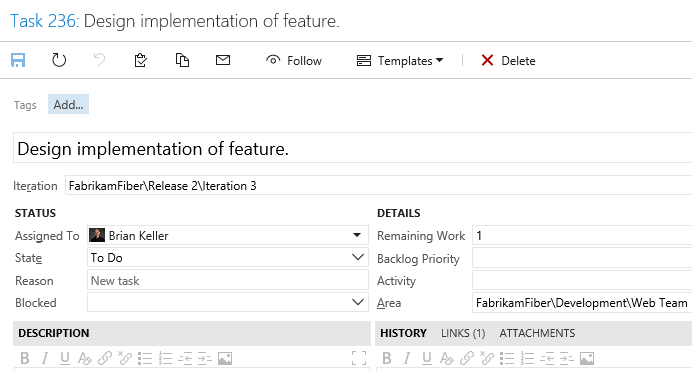 Task 236: Design implementation of feature.
Follow Templates Delete
Tags Add...
Design implementation of feature.
Iteration FabrikamFiber\Release 2\Iteration 3
STATUS DETAILS
Assigned To Brian Keller Remaining Work 1
State To Do Backlog Priority
Reason New task Activity
Blocked Area FabrikamFiber\Development\Web Team
DESCRIPTION HISTORY LINKS (1) ATTACHMENTS
B I U B I U